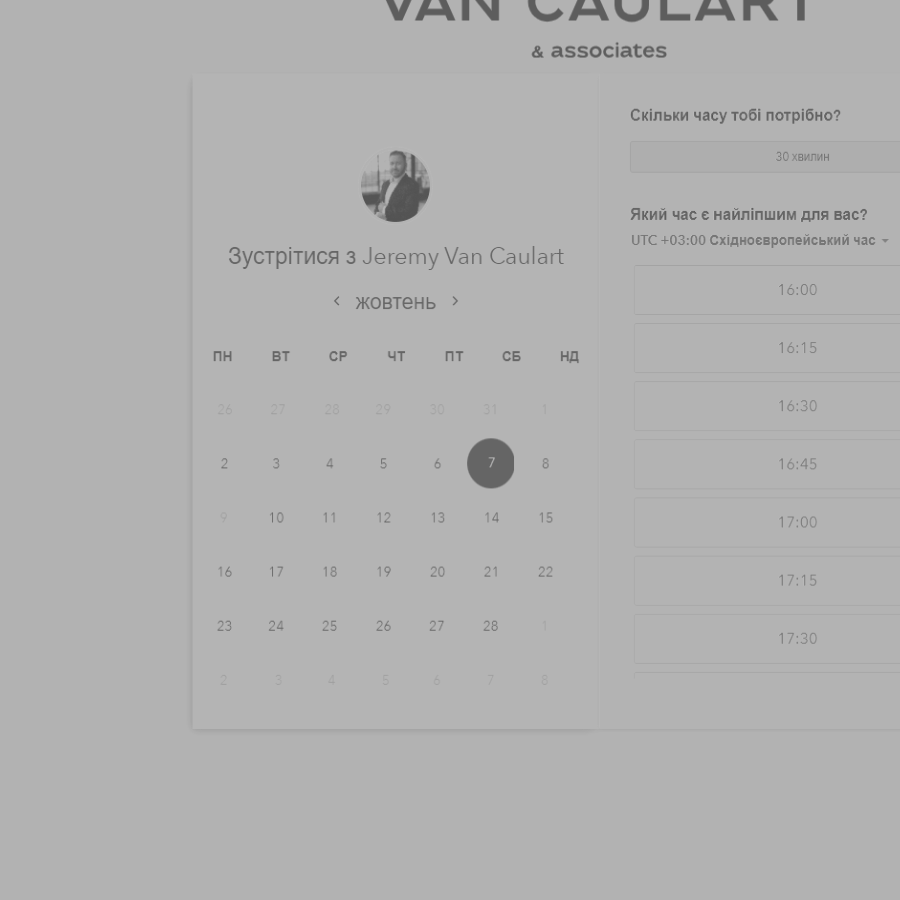 VAN CAULART
& associates
Зустрітися з Jeremy Van Caulart
жовтень
ПН ВТ СР ЧТ ПТ СБ НД
26 27 28 29 30 31 1
2 3 4 5 6 7 8
9 10 11 12 13 14 15
16 17 18 19 20 21 22
23 24 25 26 27 28 1
2 3 4 5 6 7 8
Скільки часу тобі потрібно?
30 хвилин
Який час є найліпшим для вас?
UTC +03:00 Східноєвропейський час
16:00
16:15
16:30
16:45
17:00
17:15
17:30